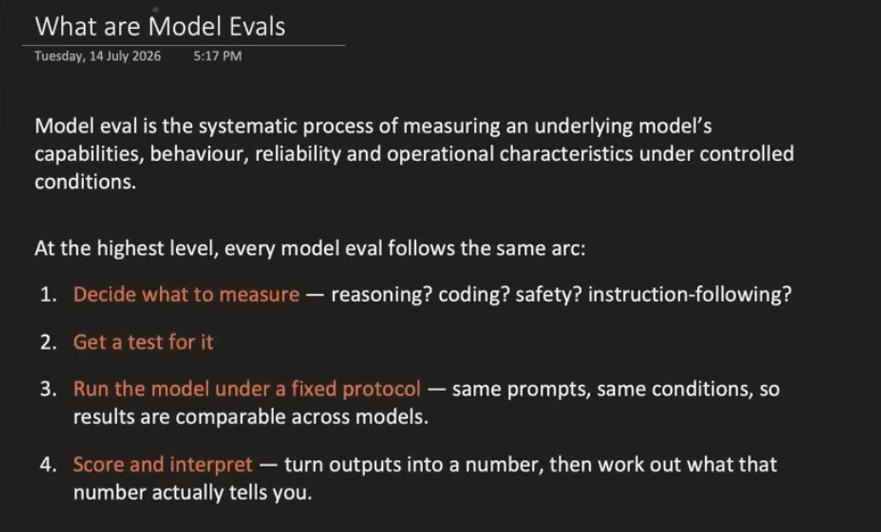 What are Model Evals
Tuesday, 14 July 2026 5:17 PM
Model eval is the systematic process of measuring an underlying model’s
capabilities, behaviour, reliability and operational characteristics under controlled
conditions.
At the highest level, every model eval follows the same arc:
1. Decide what to measure — reasoning? coding? safety? instruction-following?
2. Get a test for it
3. Run the model under a fixed protocol — same prompts, same conditions, so
results are comparable across models.
4. Score and interpret — turn outputs into a number, then work out what that
number actually tells you.